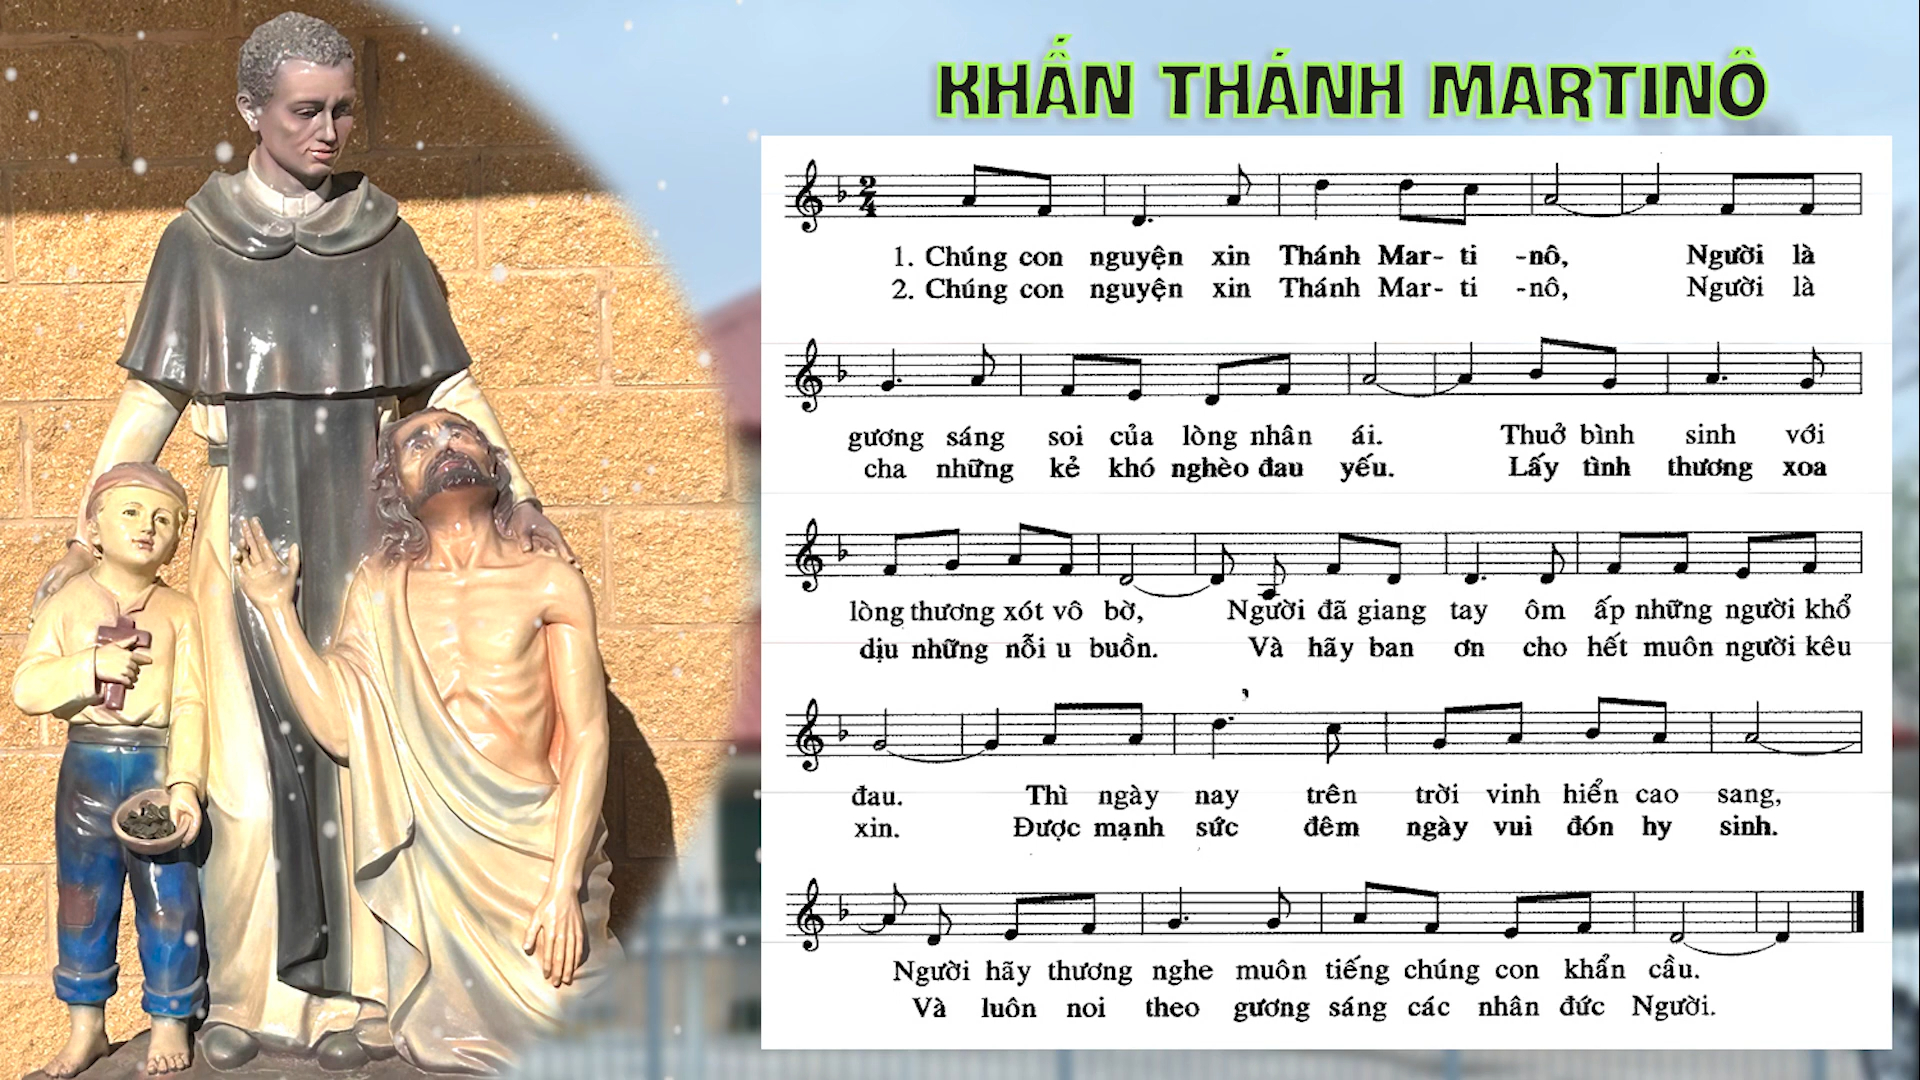 KHẤN THÁNH MARTINÔ
1. Chúng con nguyện xin Thánh Mar- ti -nô, Người là
2. Chúng con nguyện xin Thánh Mar- ti -nô, Người là
gương sáng soi của lòng nhân ái. Thuở bình sinh với
cha những kẻ khó nghèo đau yếu. Lấy tình thương xoa
lòng thương xót vô bờ, Người đã giang tay ôm ấp những người khổ
dịu những nỗi u buồn. Và hãy ban ơn cho hết muôn người kêu
đau. Thì ngày nay trên trời vinh hiển cao sang,
xin. Được mạnh sức đêm ngày vui đón hy sinh.
Người hãy thương nghe muôn tiếng chúng con khẩn cầu.
Và luôn noi theo gương sáng các nhân đức Người.